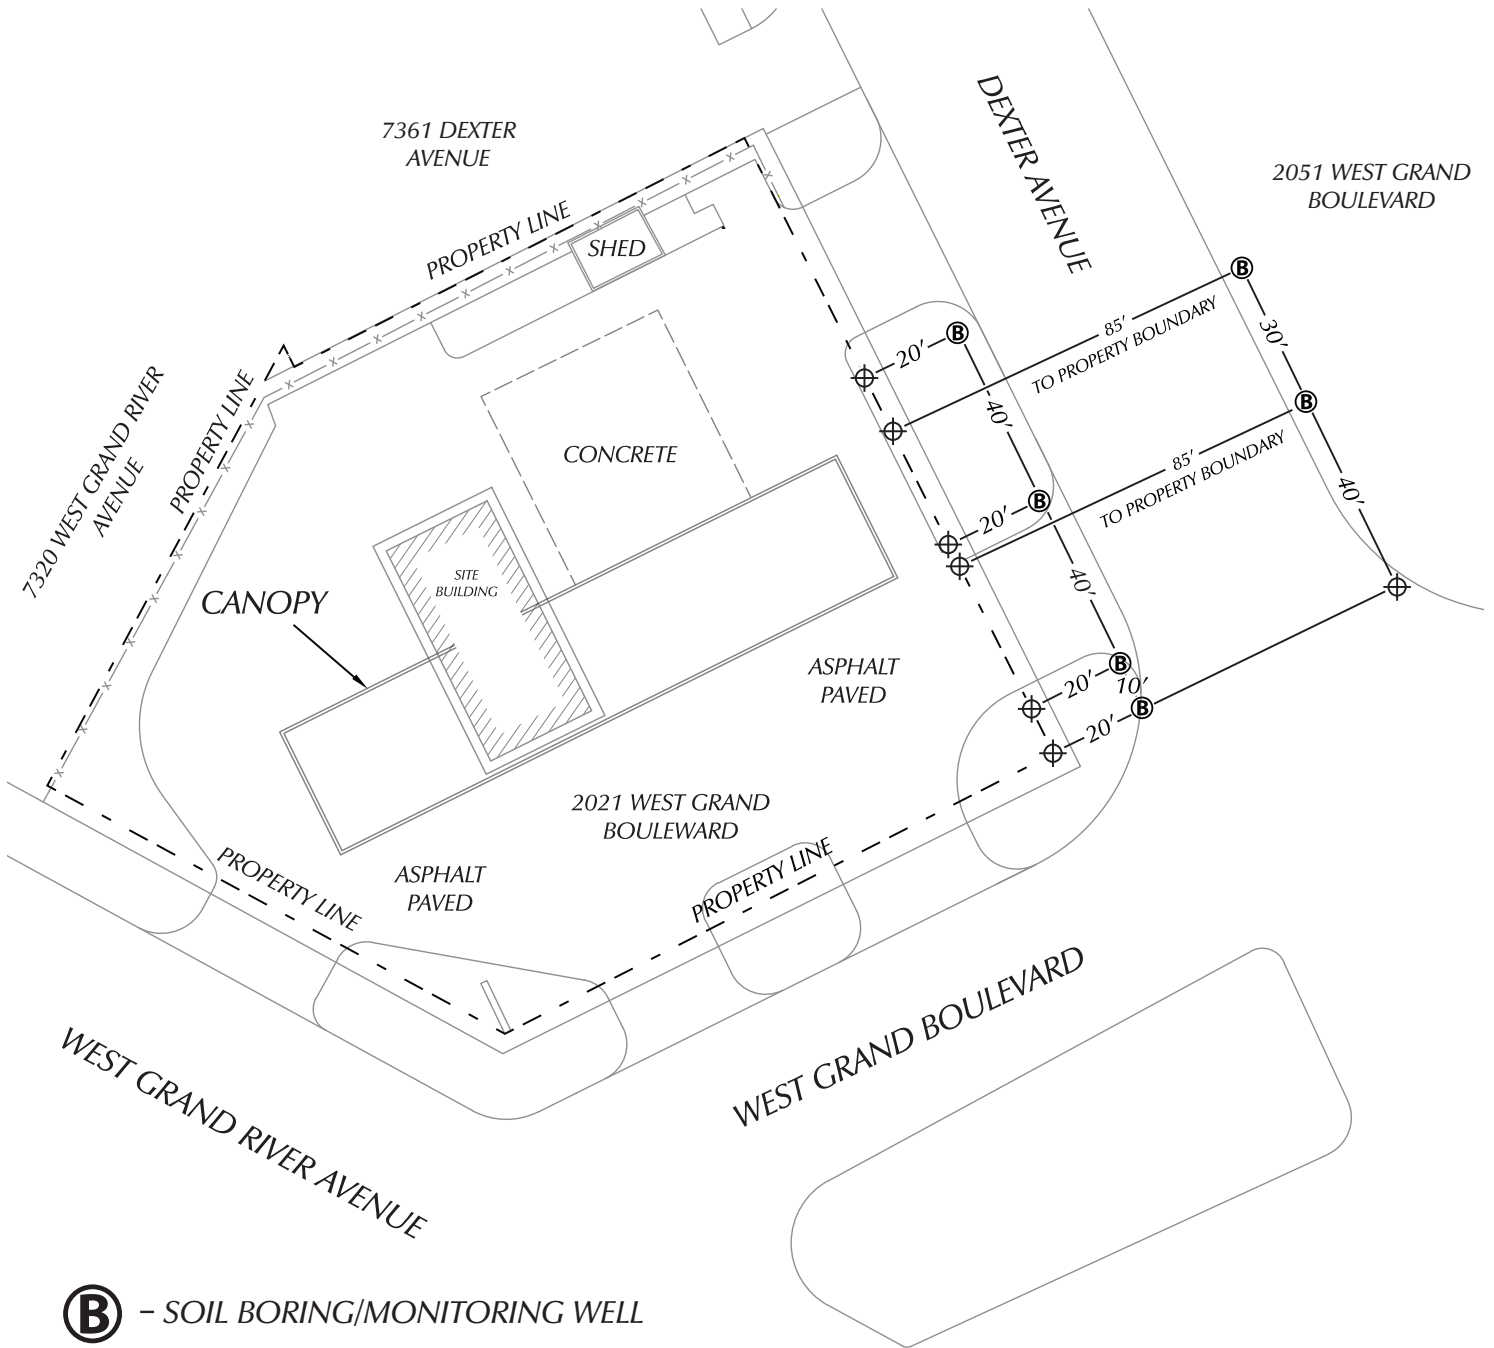 7361 DEXTER
AVENUE
DEXTER AVENUE
2051 WEST GRAND
BOULEVARD
PROPERTY LINE
SHED
B
85'
TO PROPERTY BOUNDARY
30'
B
20'
40'
B
85'
TO PROPERTY BOUNDARY
40'
7320 WEST GRAND RIVER
AVENUE
PROPERTY LINE
CONCRETE
20'
B
40'
SITE
BUILDING
CANOPY
ASPHALT
PAVED
20'
B
10'
20'
B
2021 WEST GRAND
BOULEWARD
PROPERTY LINE
ASPHALT
PAVED
PROPERTY LINE
WEST GRAND BOULEVARD
WEST GRAND RIVER AVENUE
B – SOIL BORING/MONITORING WELL